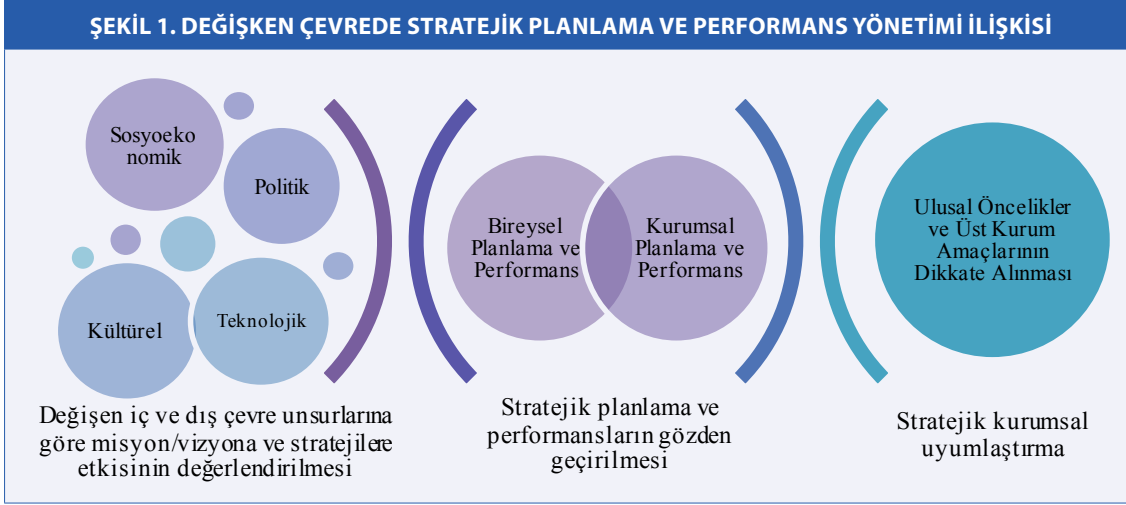 ŞEKİL 1. DEĞİŞKEN ÇEVREDE STRATEJİK PLANLAMA VE PERFORMANS YÖNETİMİ İLİŞKİSİ
Sosyoeko
nomik
Politik
Kültürel
Teknolojik
Değişen iç ve dış çevre unsurlarına
göre misyon/vizyona ve stratejilere
etkisinin değerlendirilmesi
Bireysel
Planlama ve
Performans
Kurumsal
Planlama ve
Performans
Stratejik planlama ve
performansların gözden
geçirilmesi
Ulusal Öncelikler
ve Üst Kurum
Amaçlarının
Dikkate Alınması
Stratejik kurumsal
uyumlaştırma